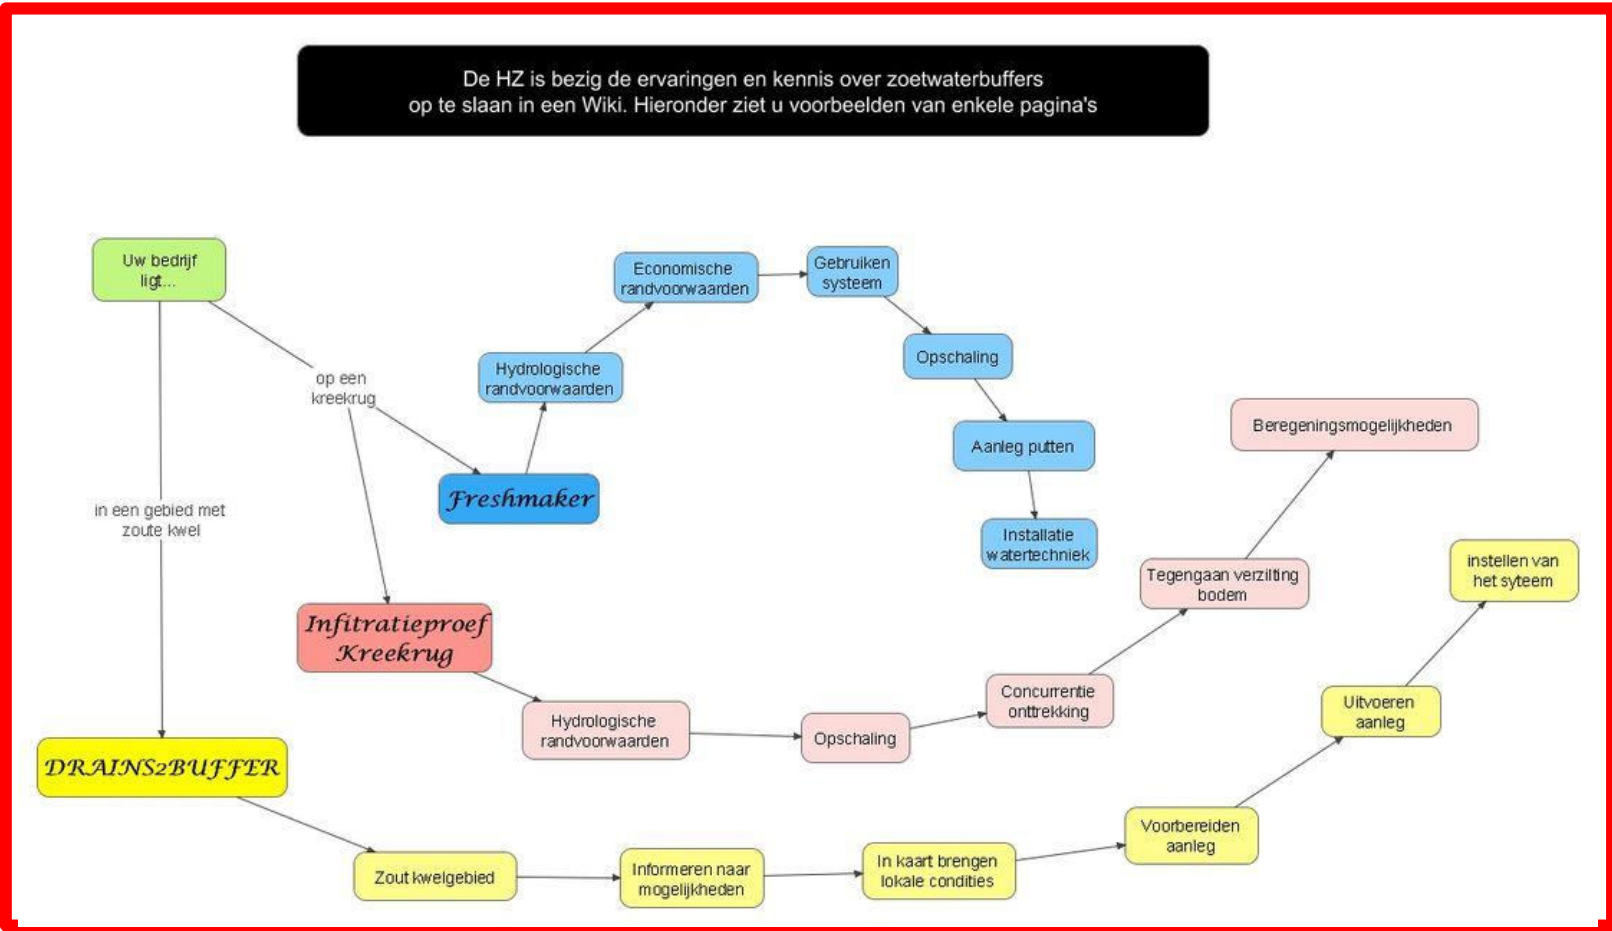 De HZ is bezig de ervaringen en kennis over zoetwaterbuffers
op te slaan in een Wiki. Hieronder ziet u voorbeelden van enkele pagina's
Uw bedrijf
ligt...
op een
kreekrug
in een gebied met
zoute kwel
Freshmaker
Hydrologische
randvoorwaarden
Economische
randvoorwaarden
Gebruiken
systeem
Opschaling
Aanleg putten
Installatie
watertechniek
Infitratieproef
Kreekrug
Hydrologische
randvoorwaarden
Opschaling
Concurrentie
onttrekking
Tegengaan verzilting
bodem
Beregeningsmogelijkheden
DRAINS2BUFFER
Zout kwelgebied
Informeren naar
mogelijkheden
In kaart brengen
lokale condities
Voorbereiden
aanleg
Uitvoeren
aanleg
instellen van
het syteem